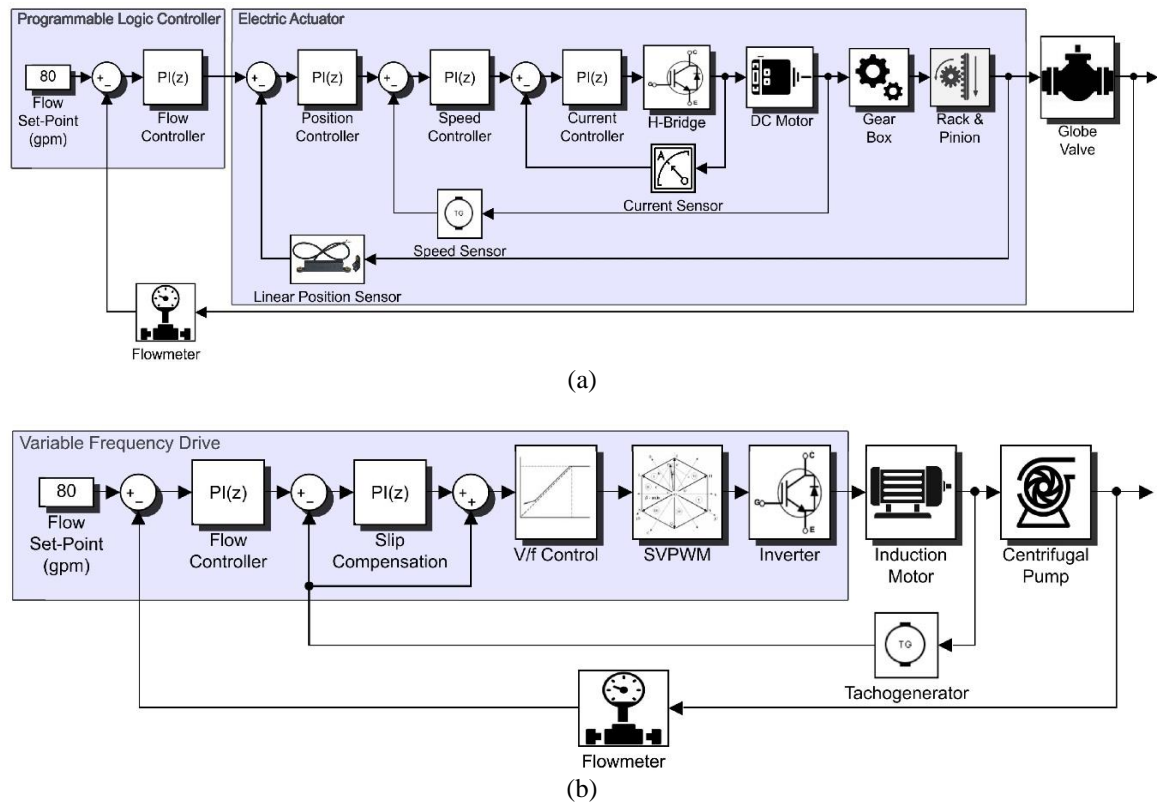 Programmable Logic Controller
Electric Actuator
80
Flow
Set-Point
(gpm)
+
−
PI(z)
Flow
Controller
+
−
PI(z)
Position
Controller
+
−
PI(z)
Speed
Controller
+
−
PI(z)
Current
Controller
C
G
E
H-Bridge
DC Motor
Gear
Box
Rack &
Pinion
Globe
Valve
A
Current Sensor
TG
Speed Sensor
Linear Position Sensor
Flowmeter
(a)
Variable Frequency Drive
80
Flow
Set-Point
(gpm)
+
−
PI(z)
Flow
Controller
+
−
PI(z)
Slip
Compensation
+
+
V/f Control
SVPWM
C
G
E
Inverter
Induction
Motor
Centrifugal
Pump
TG
Tachogenerator
Flowmeter
(b)